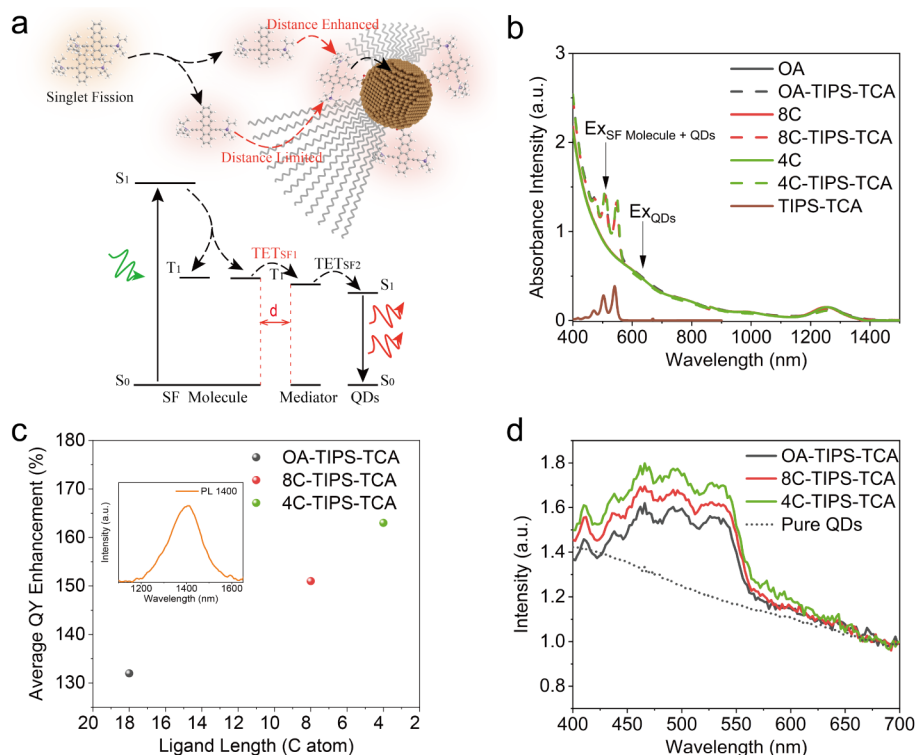 a
Singlet Fission
Distance Enhanced
Distance Limited
S1
T1
TETSF1
T1
TETSF2
S1
d
S0
S0
SF Molecule
Mediator
QDs
b
Absorbance Intensity (a.u.)
3
2
1
0
400
600
800
1000
1200
1400
Wavelength (nm)
ExSF Molecule + QDs
ExQDs
OA
OA-TIPS-TCA
8C
8C-TIPS-TCA
4C
4C-TIPS-TCA
TIPS-TCA
c
Average QY Enhancement (%)
180
170
160
150
140
130
20
18
16
14
12
10
8
6
4
2
Ligand Length (C atom)
OA-TIPS-TCA
8C-TIPS-TCA
4C-TIPS-TCA
PL 1400
Intensity (a.u.)
1200
1400
1600
Wavelength (nm)
d
Intensity (a.u.)
1.8
1.6
1.4
1.2
1.0
0.8
400
450
500
550
600
650
700
Wavelength (nm)
OA-TIPS-TCA
8C-TIPS-TCA
4C-TIPS-TCA
Pure QDs